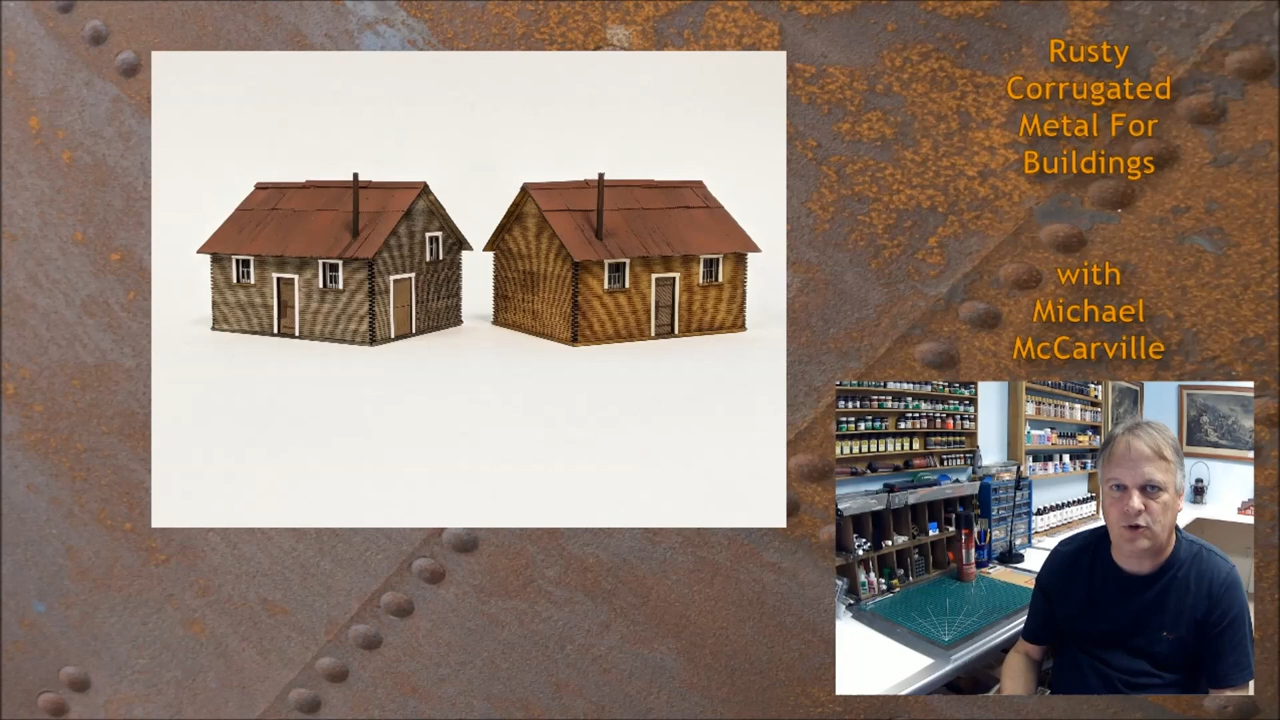 Rusty
Corrugated
Metal For
Buildings
with
Michael
McCarville